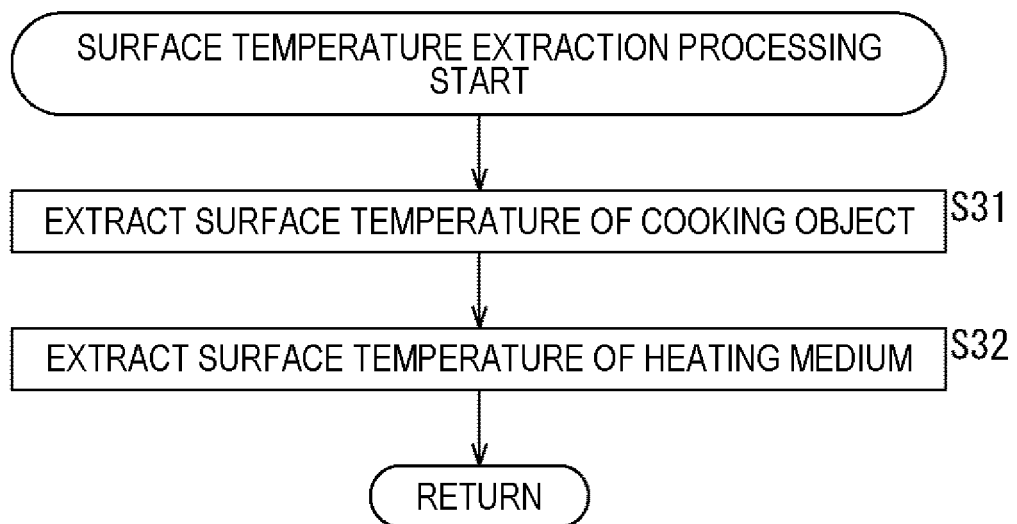 SURFACE TEMPERATURE EXTRACTION PROCESSING
START
EXTRACT SURFACE TEMPERATURE OF COOKING OBJECT
S31
EXTRACT SURFACE TEMPERATURE OF HEATING MEDIUM
S32
RETURN